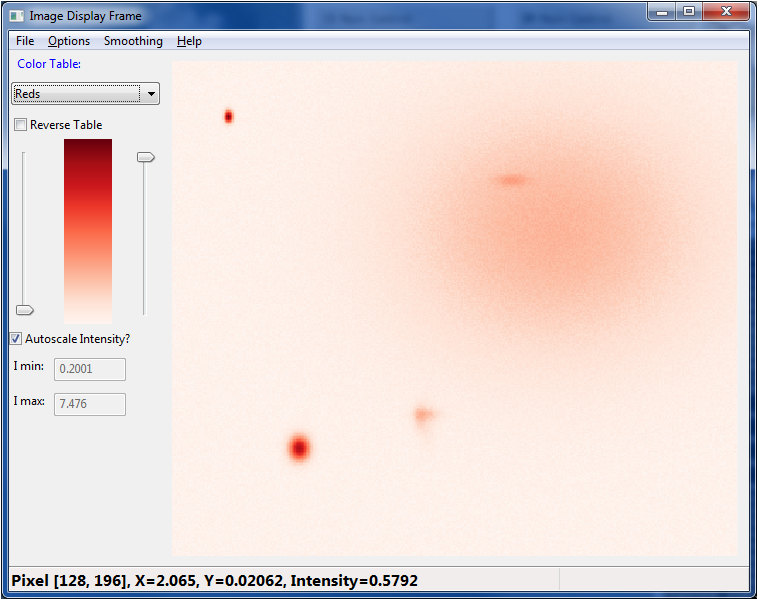 Image Display Frame
File Options Smoothing Help
Color Table:
Reds
Reverse Table
Autoscale Intensity?
I min: 0.2001
I max: 7.476
Pixel [128, 196], X=2.065, Y=0.02062, Intensity=0.5792